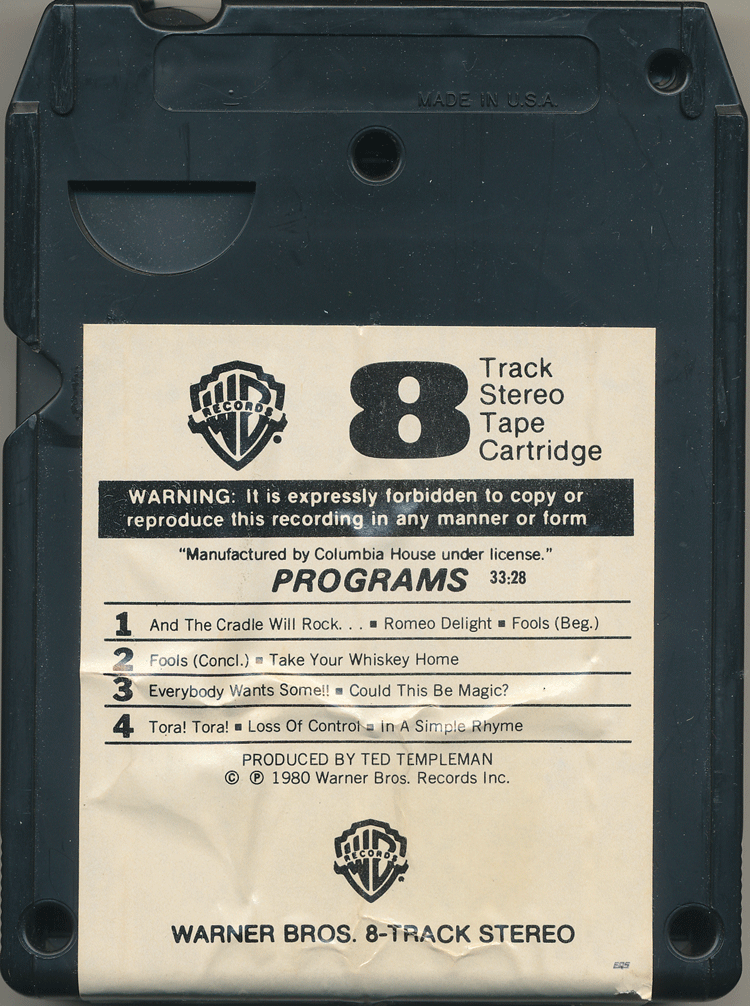 MADE IN U.S.A.
WB
RECORDS
8
Track
Stereo
Tape
Cartridge
WARNING: It is expressly forbidden to copy or
reproduce this recording in any manner or form
"Manufactured by Columbia House under license."
PROGRAMS 33:28
1 And The Cradle Will Rock. . . ■ Romeo Delight ■ Fools (Beg.)
2 Fools (Concl.) ■ Take Your Whiskey Home
3 Everybody Wants Some!! ■ Could This Be Magic?
4 Tora! Tora! ■ Loss Of Control ■ In A Simple Rhyme
PRODUCED BY TED TEMPLEMAN
© ℗ 1980 Warner Bros. Records Inc.
WB
RECORDS
WARNER BROS. 8-TRACK STEREO